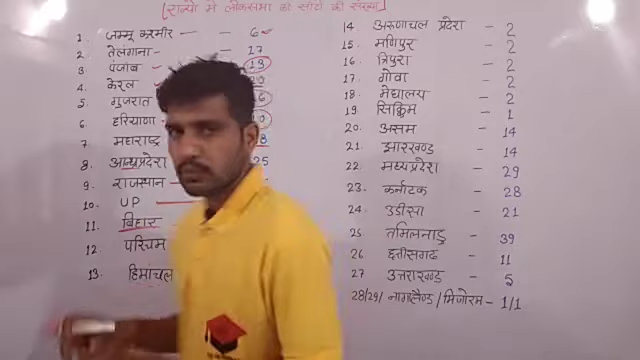 [राज्यों में लोकसभा की सीटों की संख्या]
1. जम्मू कश्मीर — — 6
2. तेलंगाना — — 17
3. पंजाब - 13
4. केरल - 20
5. गुजरात 6
6. हरियाणा - 0
7 महाराष्ट्र 8
8. आन्ध्रप्रदेश 25
9. राजस्थान —
10. UP —
11. बिहार —
12 पश्चिम
13. हिमांचल
14 अरुणाचल प्रदेश - 2
15. मणिपुर - 2
16. त्रिपुरा - 2
17. गोवा - 2
18. मेघालय - 2
19. सिक्किम - 1
20. असम - 14
21. झारखण्ड - 14
22. मध्यप्रदेश - 29
23. कर्नाटक - 28
24. उडीसा - 21
25 तमिलनाडु - 39
26 छत्तीसगढ - 11
27 उत्तराखण्ड - 5
28/29/ नागालैण्ड / मिजोरम - 1/1